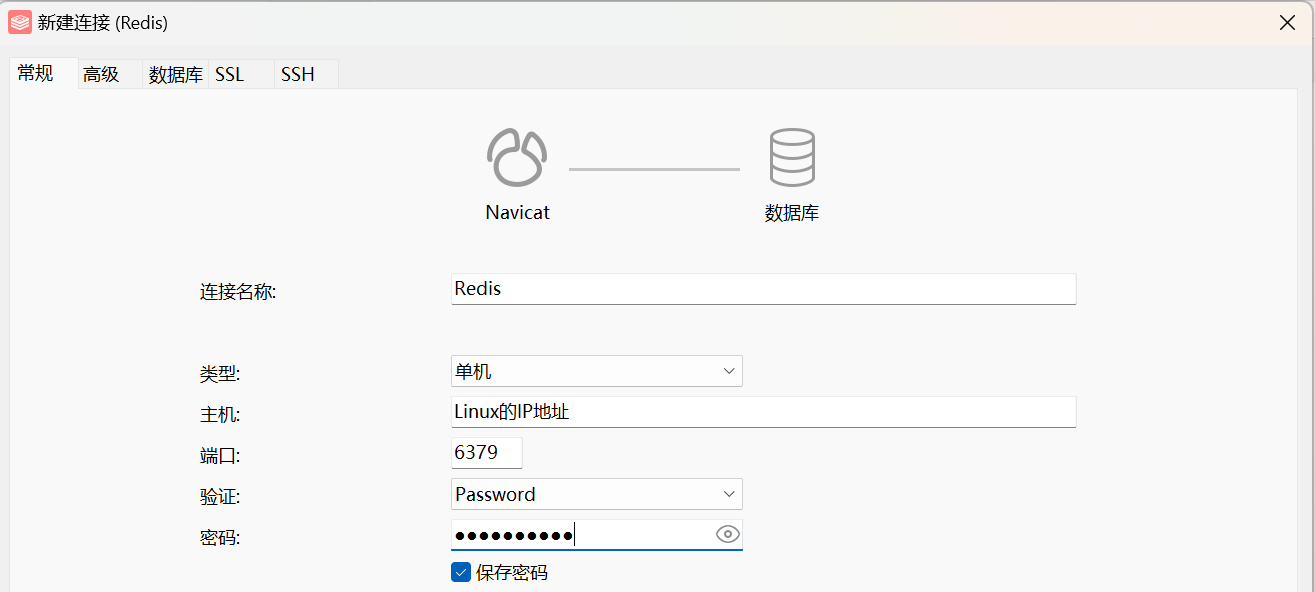 新建连接 (Redis)
常规 高级 数据库 SSL SSH
Navicat 数据库
连接名称: Redis
类型: 单机
主机: Linux的IP地址
端口: 6379
验证: Password
密码: ●●●●●●●●●●
保存密码